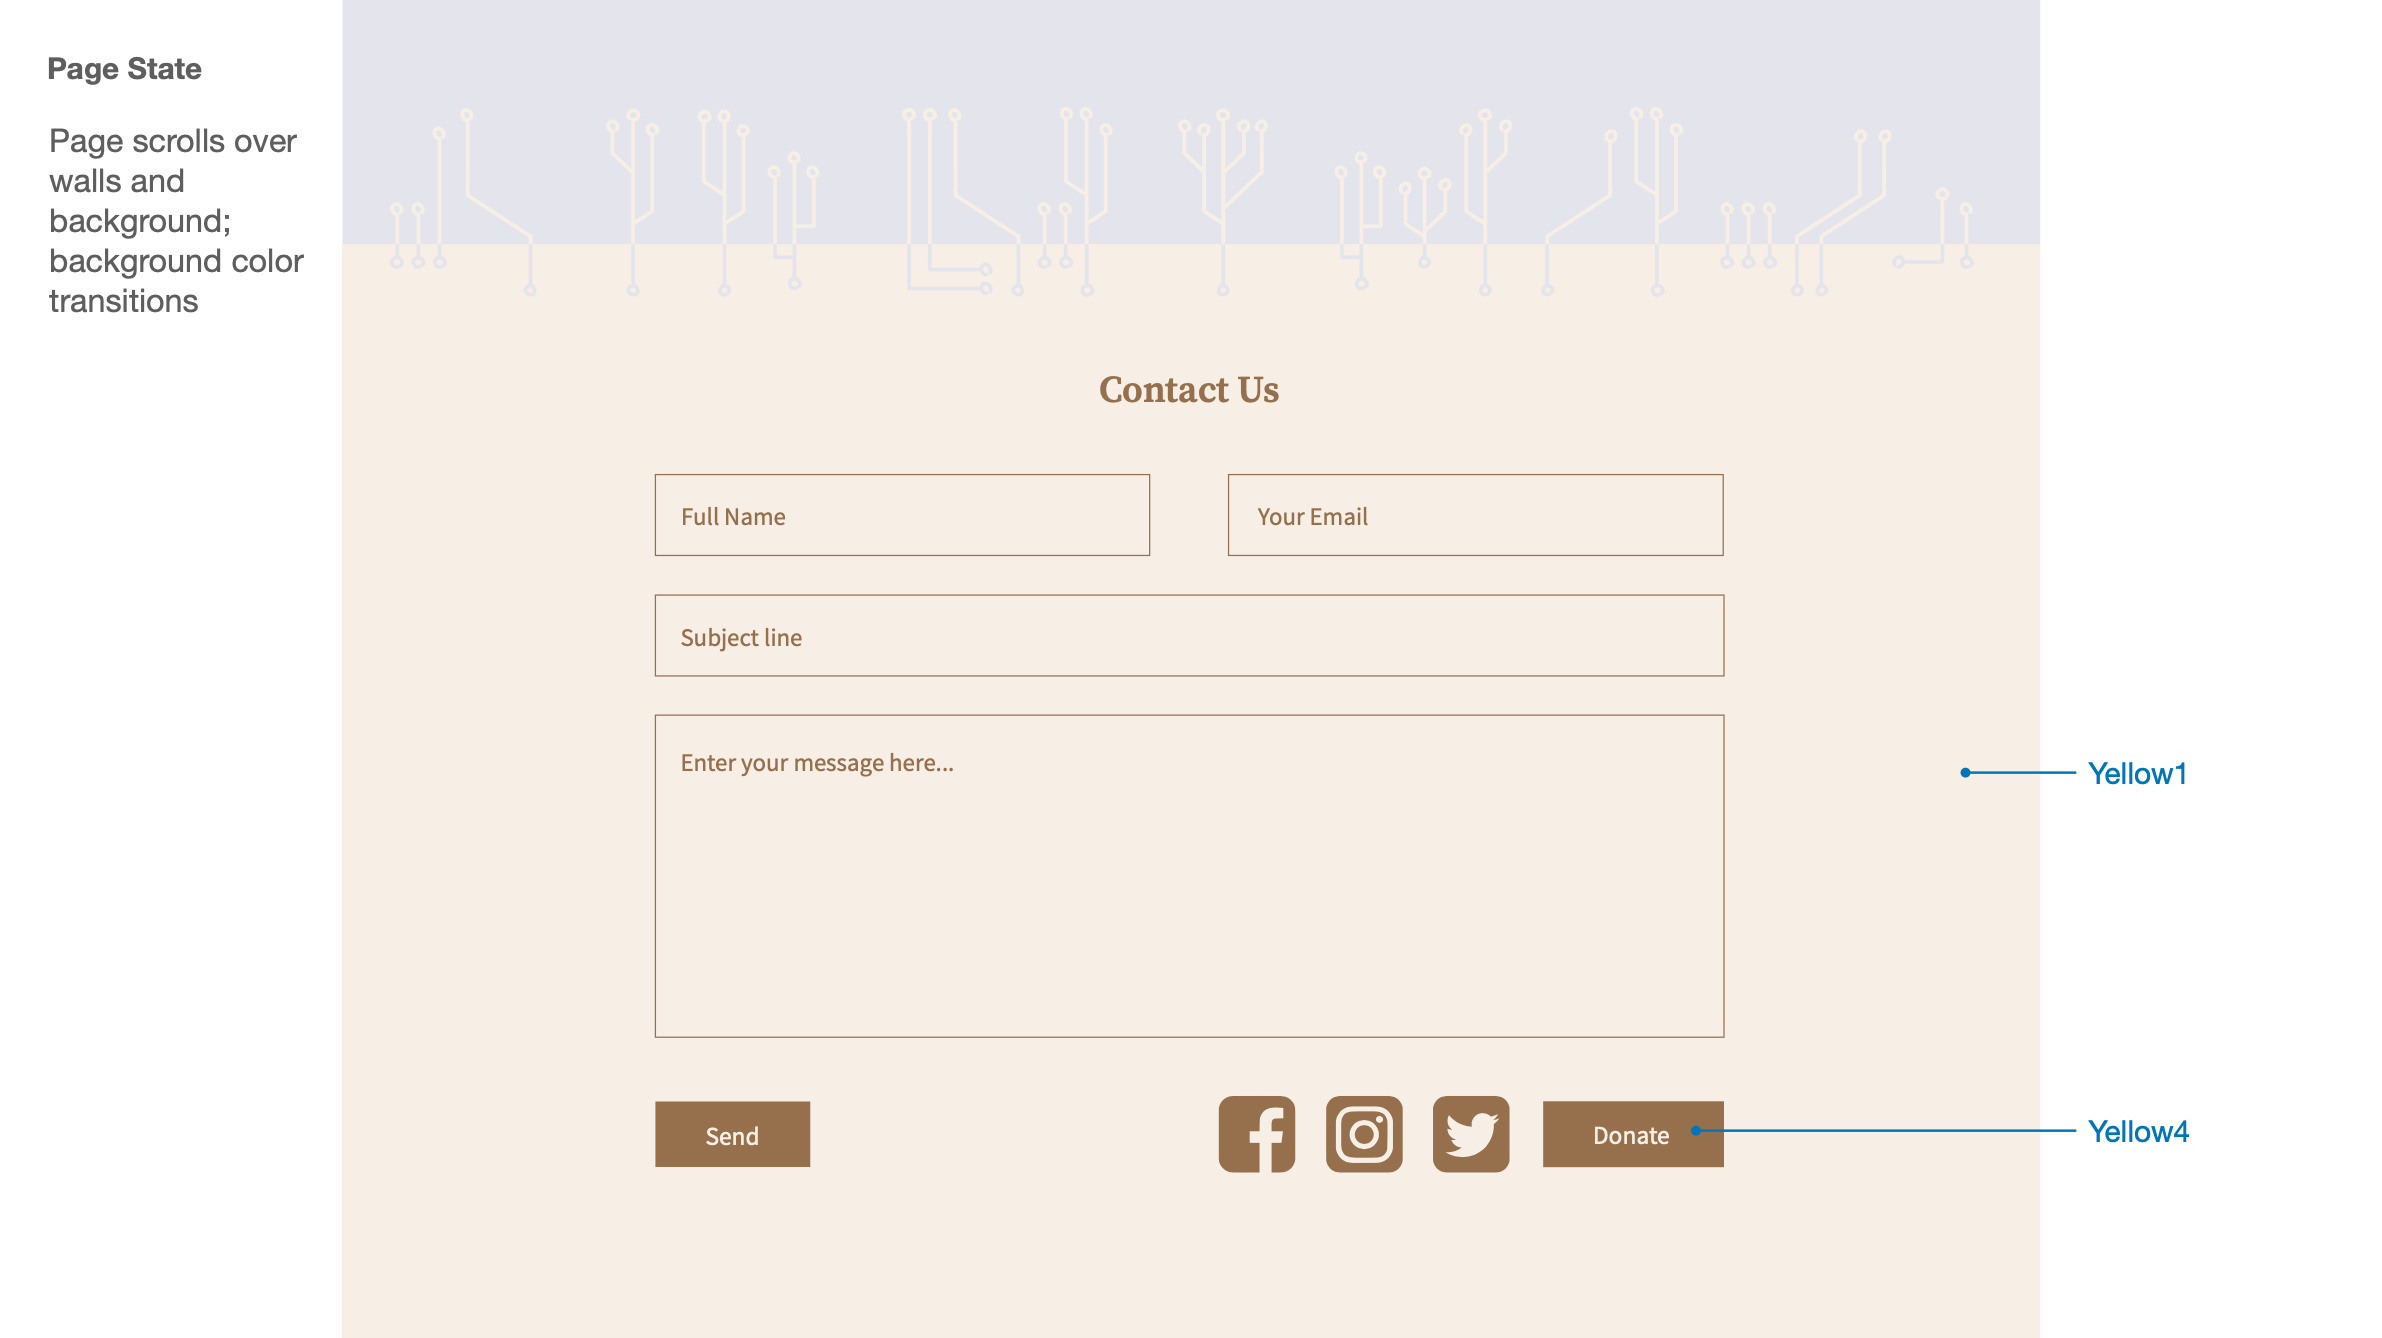 Page State
Page scrolls over
walls and
background;
background color
transitions
Contact Us
Full Name
Your Email
Subject line
Enter your message here...
Yellow1
Send
Donate
Yellow4